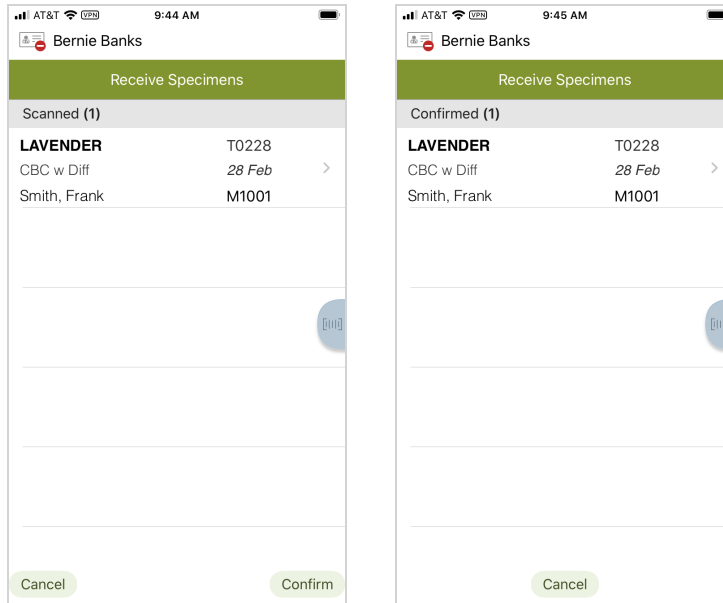 AT&T VPN 9:44 AM
Bernie Banks
Receive Specimens
Scanned (1)
LAVENDER T0228
CBC w Diff 28 Feb
Smith, Frank M1001
Cancel Confirm
AT&T VPN 9:45 AM
Bernie Banks
Receive Specimens
Confirmed (1)
LAVENDER T0228
CBC w Diff 28 Feb
Smith, Frank M1001
Cancel